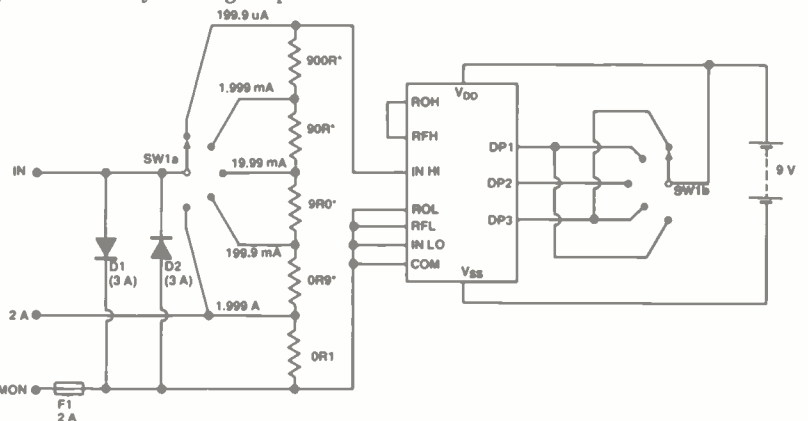 199.9 uA
900R*
1.999 mA
90R*
SW1a
19.99 mA
IN
9R0*
199.9 mA
D1
(3 A)
D2
(3 A)
0R9*
1.999 A
2 A
0R1
MON
F1
2 A
VDD
ROH
RFH
IN HI
ROL
RFL
IN LO
COM
VSS
DP1
DP2
DP3
SW1b
9 V